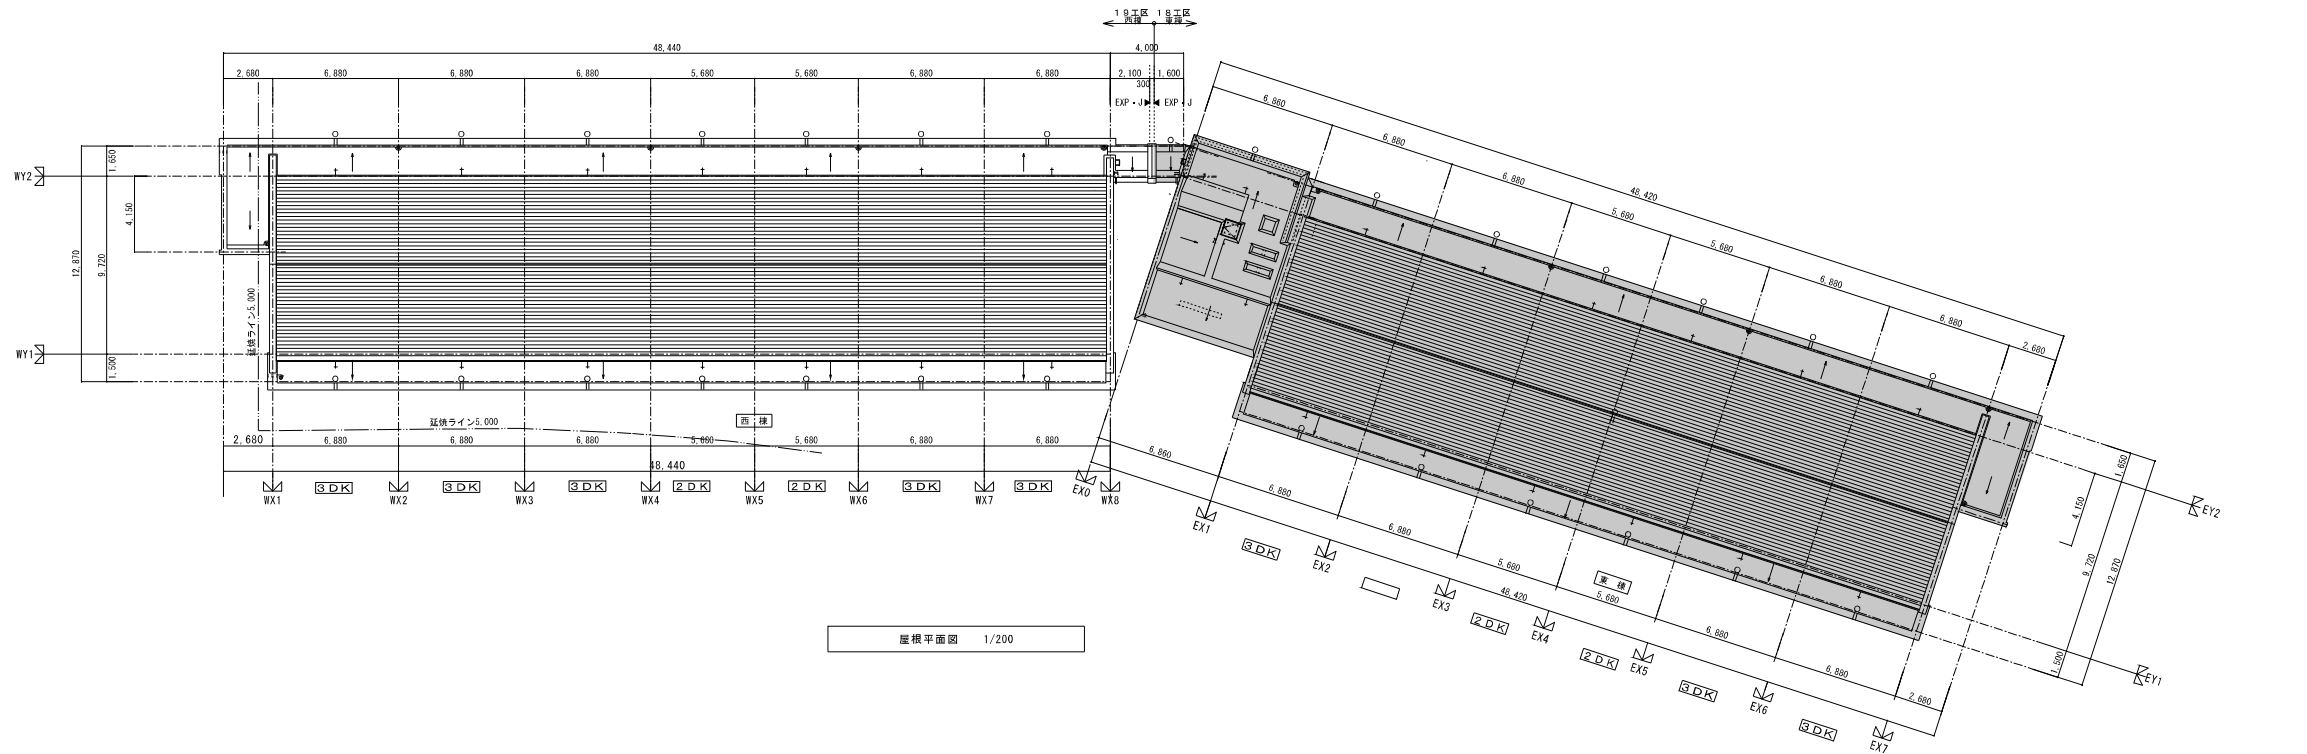 19工区 18工区
西棟 東棟
48,440 4,000
2,680 6,880 6,880 6,880 5,680 5,680 6,880 6,880 2,100 1,600
300
EXP・J EXP・J
6,860
6,880
6,880
5,680
5,680
6,880
6,880
2,680
48,420
WY2
WY1
1,650
4,150
12,870
9,720
1,500
延焼ライン5,000
延焼ライン5,000
西 棟
2,680 6,880 6,880 6,880 5,680 5,680 6,880 6,880
48,440
3DK 3DK 3DK 2DK 2DK 3DK 3DK
WX1 WX2 WX3 WX4 WX5 WX6 WX7 WX8
6,860
6,880
6,880
5,680
5,680
6,880
6,880
2,680
48,420
東 棟
EX0
EX1
EX2
EX3
EX4
EX5
EX6
EX7
3DK
2DK
2DK
3DK
3DK
1,650
4,150
9,720
12,870
1,500
EY2
EY1
屋根平面図 1/200